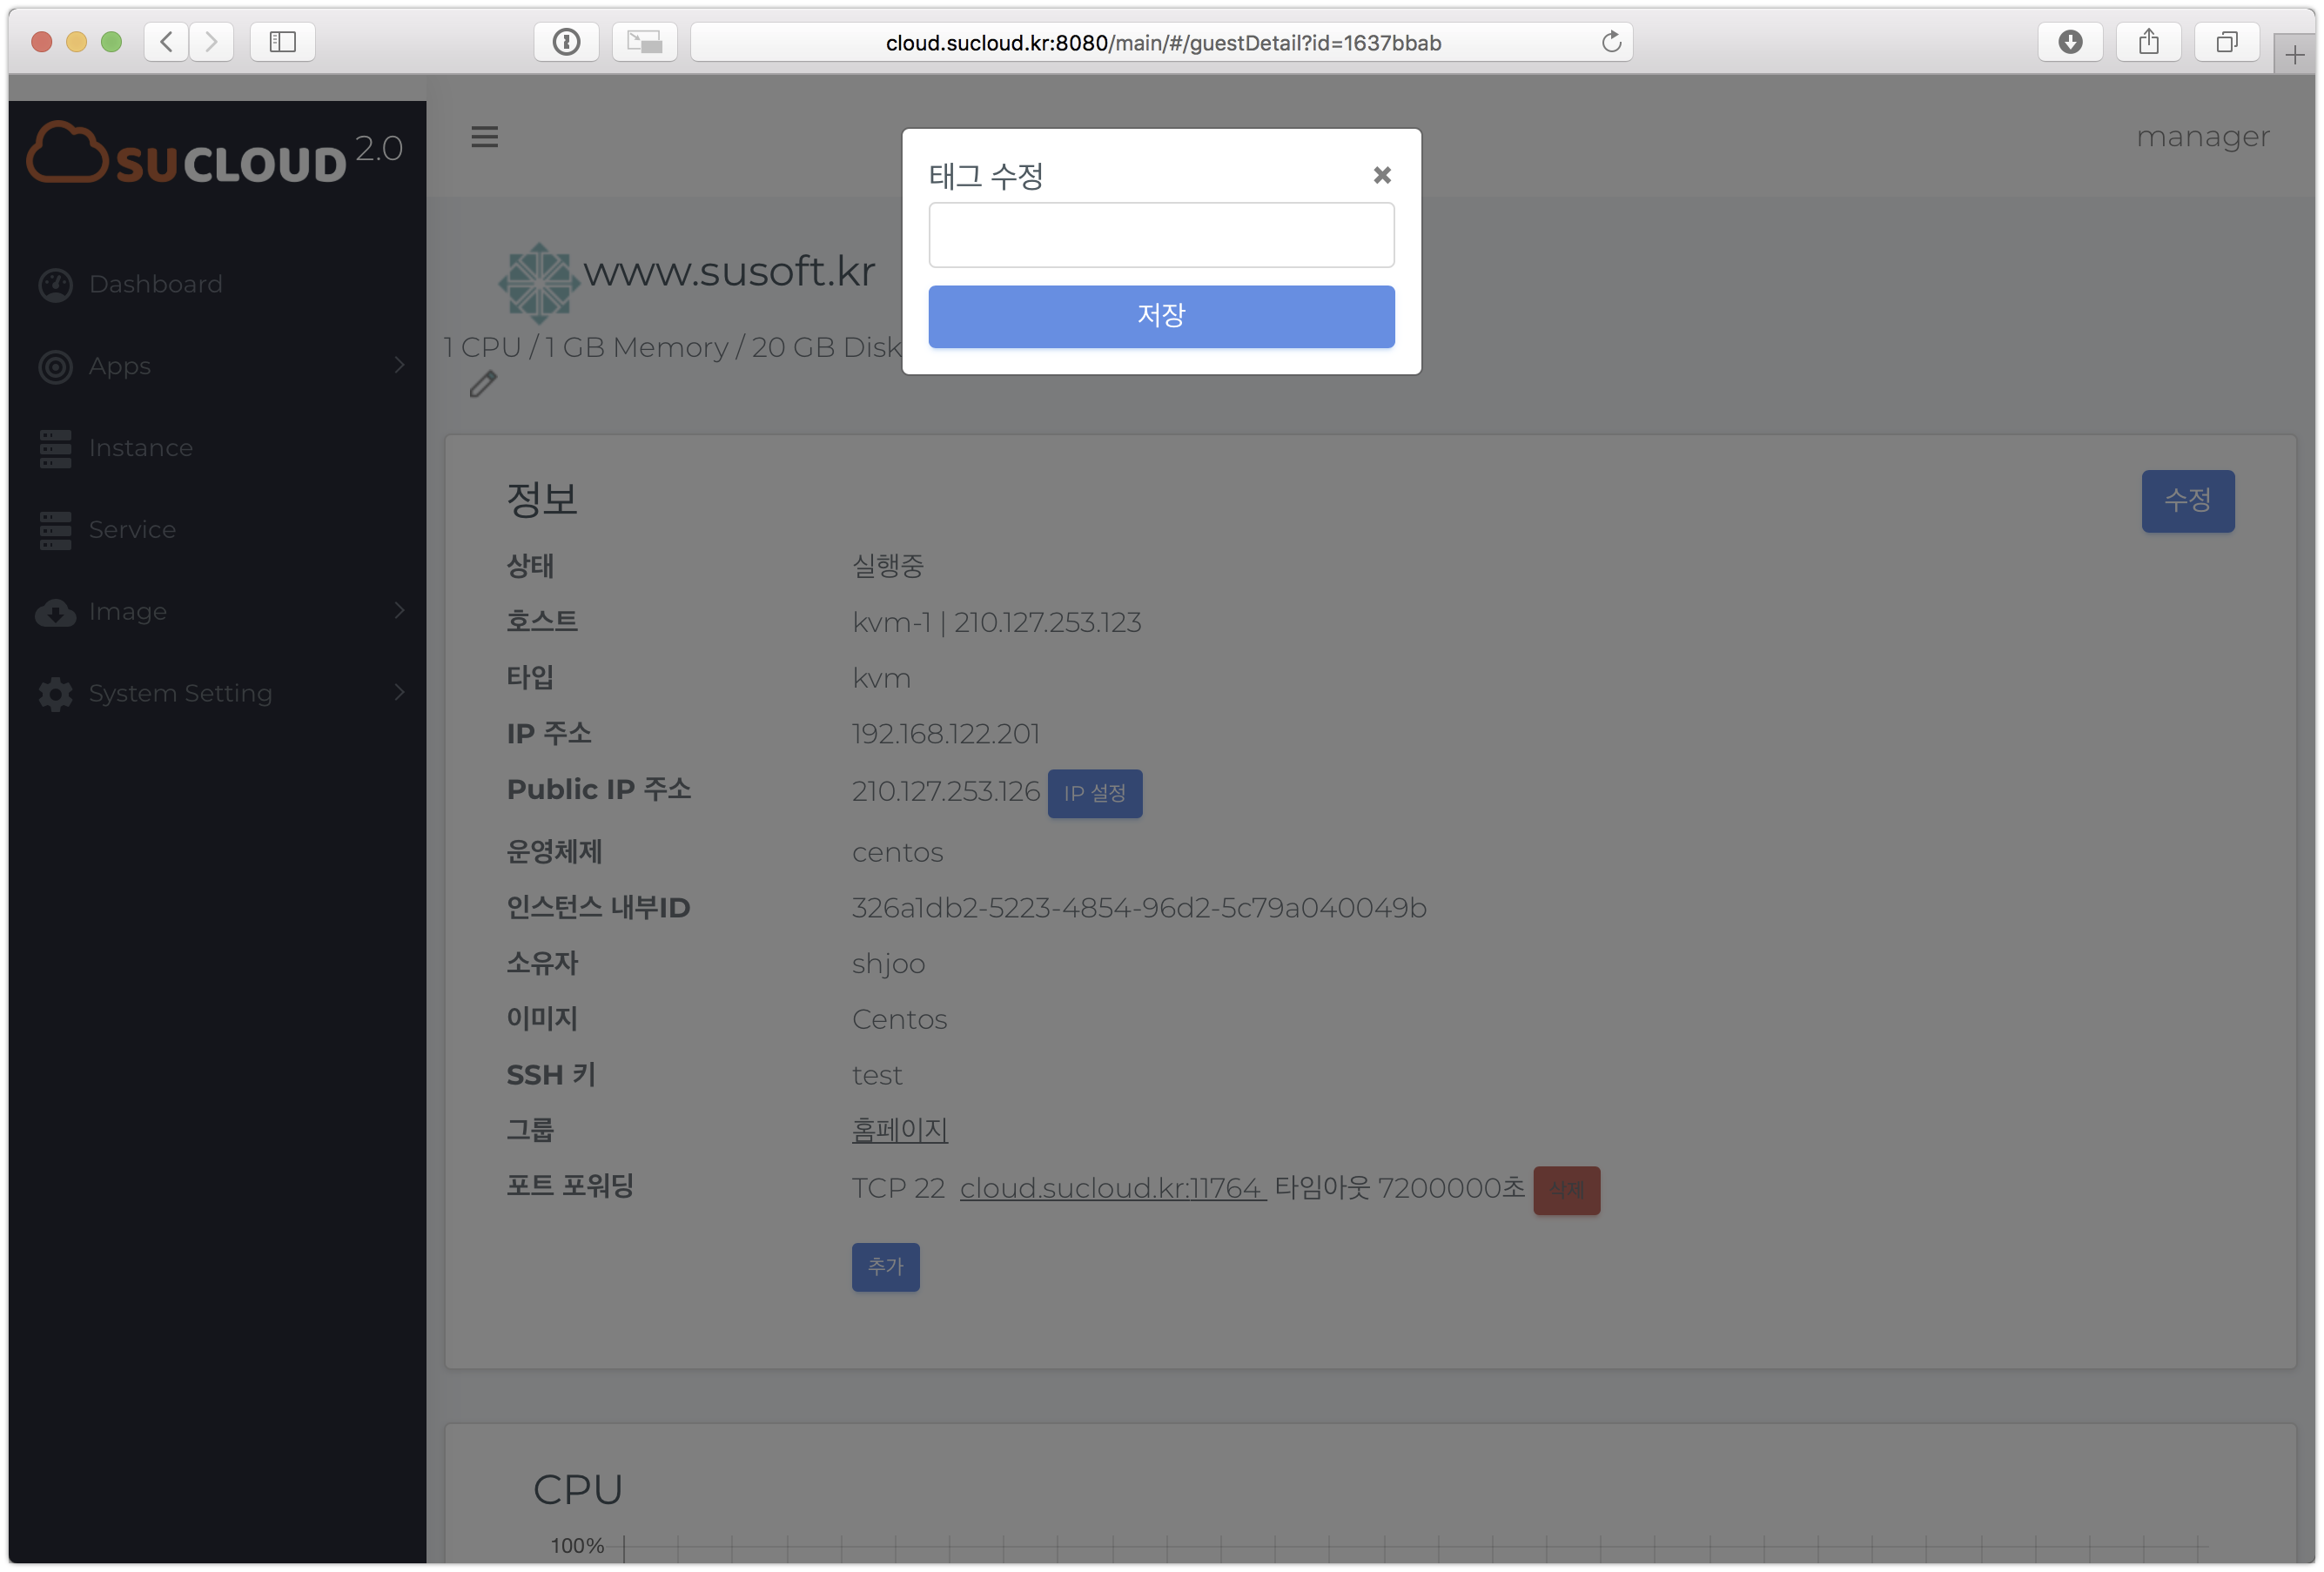 cloud.sucloud.kr:8080/main/#/guestDetail?id=1637bbab
SUCLOUD 2.0
manager
Dashboard
Apps
Instance
Service
Image
System Setting
태그 수정
저장
www.susoft.kr
1 CPU / 1 GB Memory / 20 GB Disk
정보
수정
상태 실행중
호스트 kvm-1 | 210.127.253.123
타입 kvm
IP 주소 192.168.122.201
Public IP 주소 210.127.253.126 IP 설정
운영체제 centos
인스턴스 내부ID 326a1db2-5223-4854-96d2-5c79a040049b
소유자 shjoo
이미지 Centos
SSH 키 test
그룹 홈페이지
포트 포워딩 TCP 22 cloud.sucloud.kr:11764 타임아웃 7200000초 삭제
추가
CPU
100%